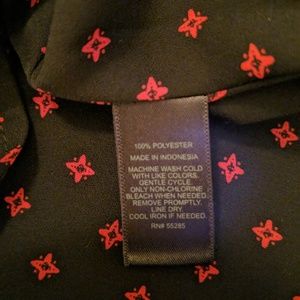 100% POLYESTER
MADE IN INDONESIA
MACHINE WASH COLD
WITH LIKE COLORS.
GENTLE CYCLE.
ONLY NON-CHLORINE
BLEACH WHEN NEEDED.
REMOVE PROMPTLY.
LINE DRY
COOL IRON IF NEEDED.
RN# 55285